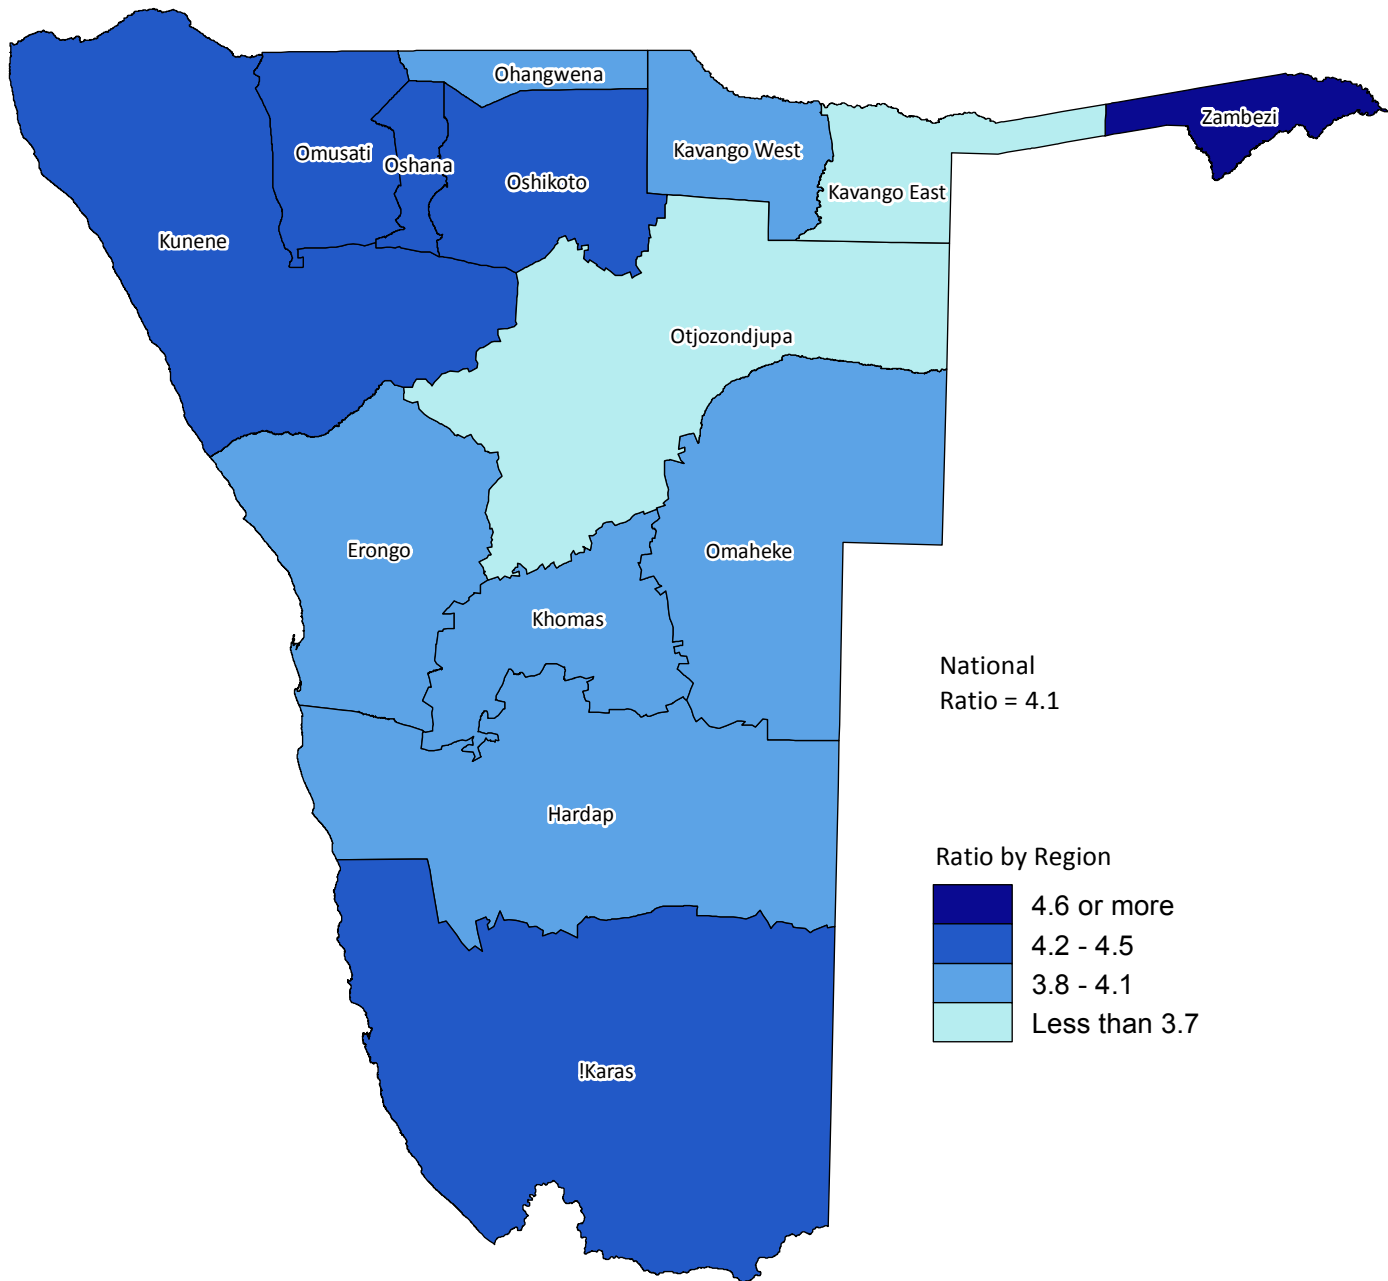 Ohangwena
Zambezi
Kavango West
Omusati
Oshana
Oshikoto
Kavango East
Kunene
Otjozondjupa
Erongo
Omaheke
Khomas
National
Ratio = 4.1
Hardap
Ratio by Region
4.6 or more
4.2 - 4.5
3.8 - 4.1
Less than 3.7
!Karas